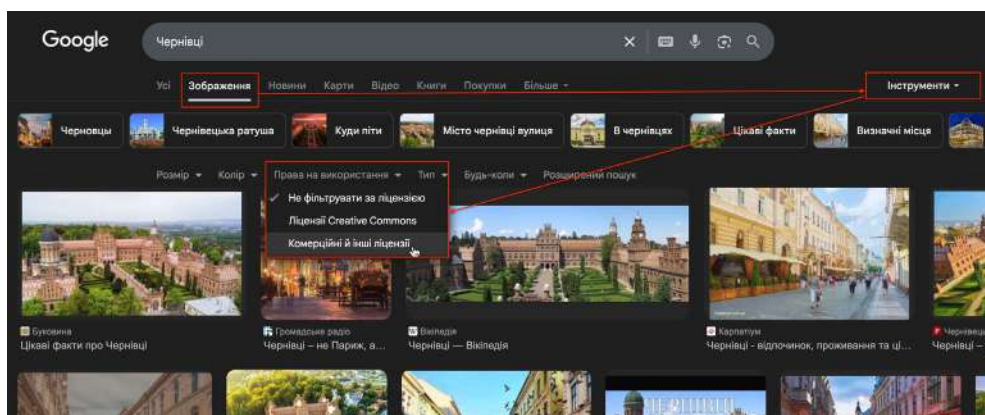 Google
Чернівці
Усі Зображення Новини Карти Відео Книги Покупки Більше
Інструменти
Черновцы Чернівецька ратуша Куди піти Місто чернівці вулиця В чернівцях Цікаві факти Визначні місця
Розмір Колір Права на використання Тип Будь-коли Розширений пошук
Не фільтрувати за ліцензією
Ліцензії Creative Commons
Комерційні й інші ліцензії
Буковина Громадське радіо Вікіпедія Карпатіум
Цікаві факти про Чернівці Чернівці – не Париж, а... Чернівці — Вікіпедія Чернівці - відпочинок, проживання та ці... Чернівці –
ЧЕРНІВЦІ